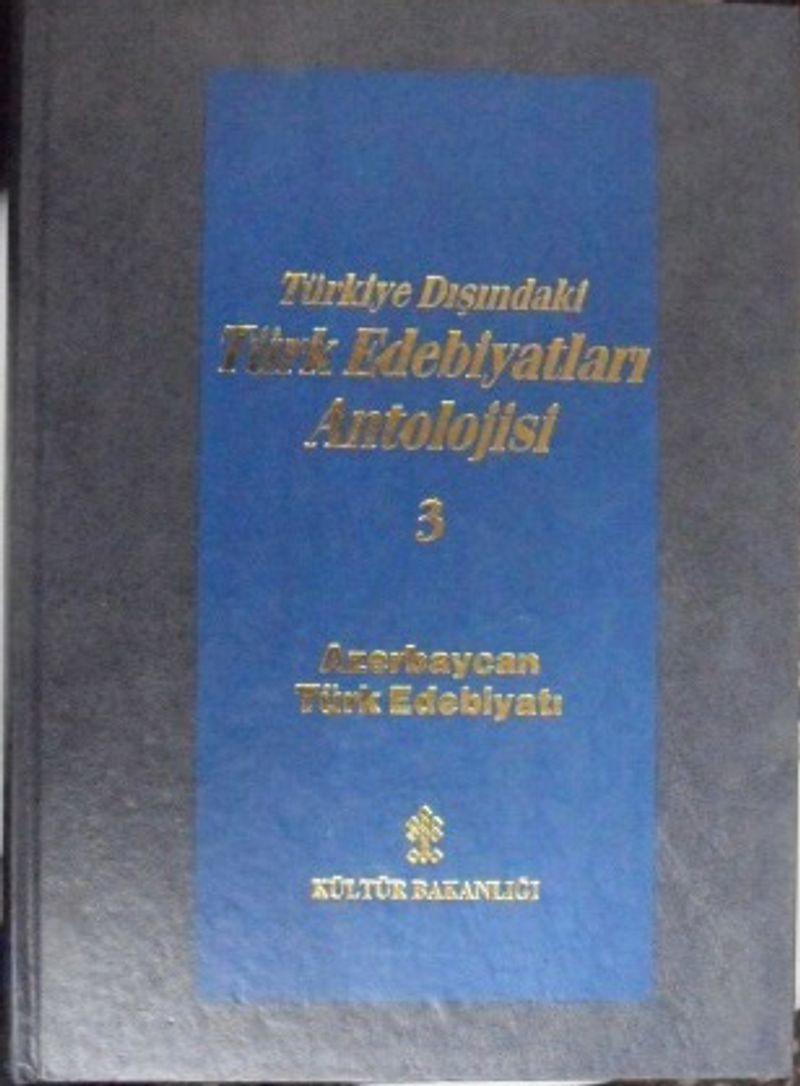 Türkiye Dışındaki
Türk Edebiyatları
Antolojisi
3
Azerbaycan
Türk Edebiyatı
KÜLTÜR BAKANLIĞI